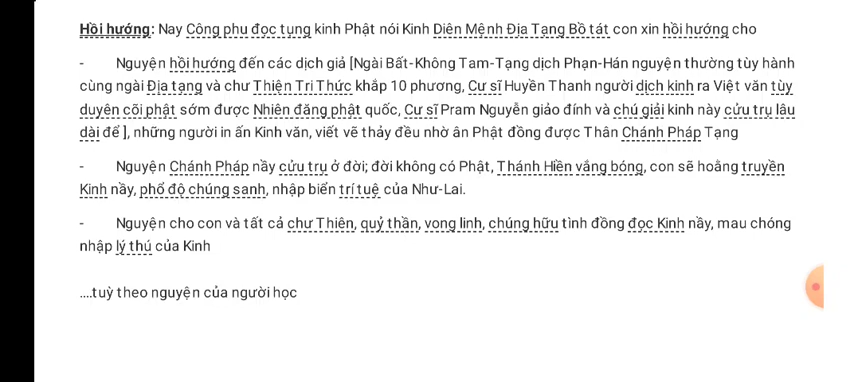 Hồi hướng: Nay Công phu đọc tụng kinh Phật nói Kinh Diên Mệnh Địa Tạng Bồ tát con xin hồi hướng cho
- Nguyện hồi hướng đến các dịch giả [Ngài Bất-Không Tam-Tạng dịch Phạn-Hán nguyện thường tùy hành
cùng ngài Địa tạng và chư Thiện Tri Thức khắp 10 phương, Cư sĩ Huyền Thanh người dịch kinh ra Việt văn tùy
duyên cõi phật sớm được Nhiên đăng phật quốc, Cư sĩ Pram Nguyễn giảo đính và chú giải kinh này cửu trụ lâu
dài để ], những người in ấn Kinh văn, viết vẽ thảy đều nhờ ân Phật đồng được Thân Chánh Pháp Tạng
- Nguyện Chánh Pháp nầy cửu trụ ở đời; đời không có Phật, Thánh Hiền vắng bóng, con sẽ hoằng truyền
Kinh nầy, phổ độ chúng sanh, nhập biển trí tuệ của Như-Lai.
- Nguyện cho con và tất cả chư Thiên, quỷ thần, vong linh, chúng hữu tình đồng đọc Kinh nầy, mau chóng
nhập lý thú của Kinh
....tuỳ theo nguyện của người học